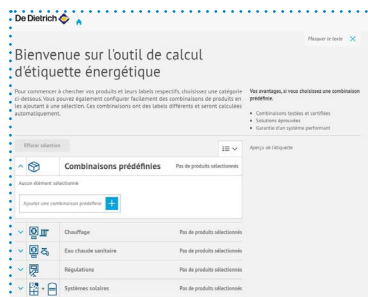 De Dietrich
Masquer le texte
Bienvenue sur l'outil de calcul
d'étiquette énergétique
Pour commencer à chercher vos produits et leurs labels respectifs, choisissez une catégorie
ci-dessous. Vous pouvez également configurer facilement des combinaisons de produits en
les ajoutant à une sélection. Ces combinaisons ont des labels différents et seront calculées
automatiquement.
Vos avantages, si vous choisissez une combinaison
prédéfinie.
• Combinaisons testées et certifiées
• Solutions éprouvées
• Garantie d'un système performant
Effacer sélection
Aperçu de l'étiquette
Combinaisons prédéfinies
Pas de produits sélectionnés
Aucun élément sélectionné
Ajouter une combinaison prédéfinie +
Chauffage
Pas de produits sélectionnés
Eau chaude sanitaire
Pas de produits sélectionnés
Régulations
Pas de produits sélectionnés
Systèmes solaires
Pas de produits sélectionnés